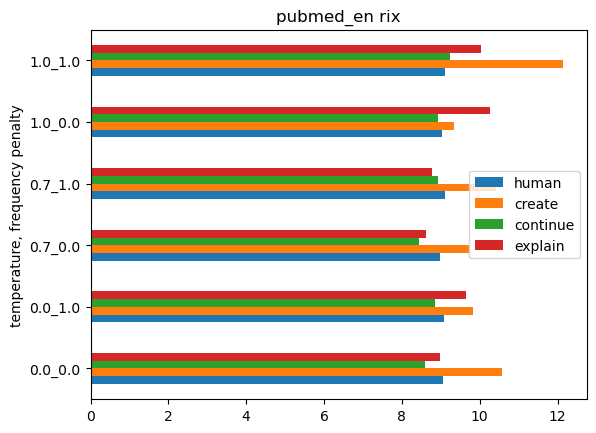 pubmed_en rix
temperature, frequency penalty
1.0_1.0
1.0_0.0
0.7_1.0
0.7_0.0
0.0_1.0
0.0_0.0
human
create
continue
explain
0 2 4 6 8 10 12